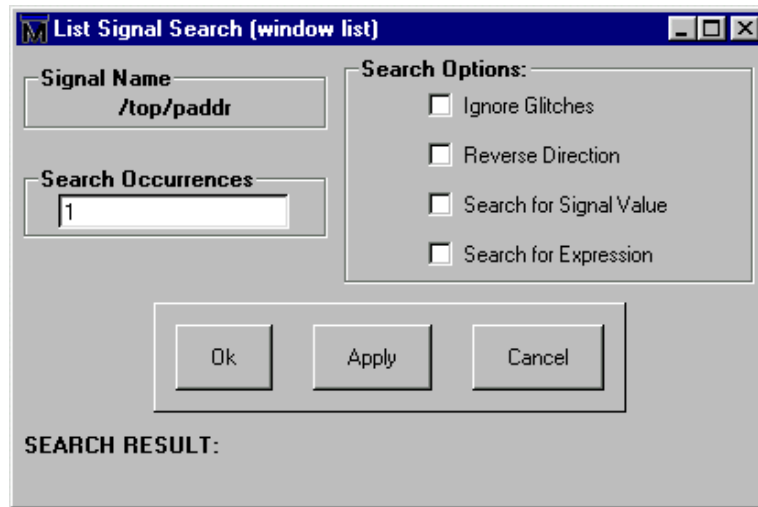 List Signal Search (window list)
Signal Name
/top/paddr
Search Occurrences
1
Search Options:
Ignore Glitches
Reverse Direction
Search for Signal Value
Search for Expression
Ok
Apply
Cancel
SEARCH RESULT: